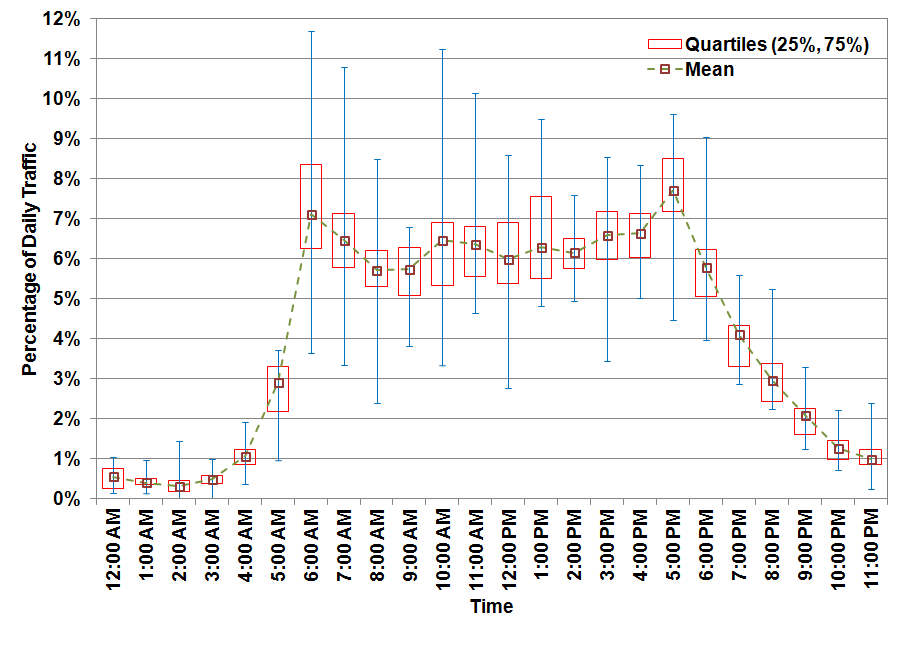 12%
11%
10%
9%
8%
7%
6%
5%
4%
3%
2%
1%
0%
Percentage of Daily Traffic
Quartiles (25%, 75%)
Mean
12:00 AM
1:00 AM
2:00 AM
3:00 AM
4:00 AM
5:00 AM
6:00 AM
7:00 AM
8:00 AM
9:00 AM
10:00 AM
11:00 AM
12:00 PM
1:00 PM
2:00 PM
3:00 PM
4:00 PM
5:00 PM
6:00 PM
7:00 PM
8:00 PM
9:00 PM
10:00 PM
11:00 PM
Time